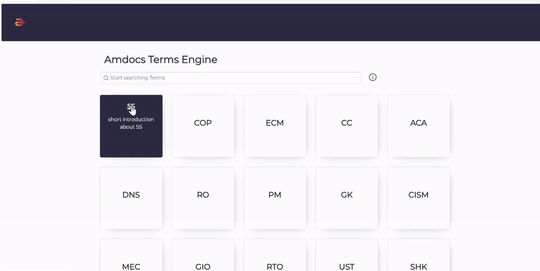 Amdocs Terms Engine
Start searching Terms
SS
short introduction
about SS
COP
ECM
CC
ACA
DNS
RO
PM
GK
CISM
MEC
GIO
RTO
UST
SHK